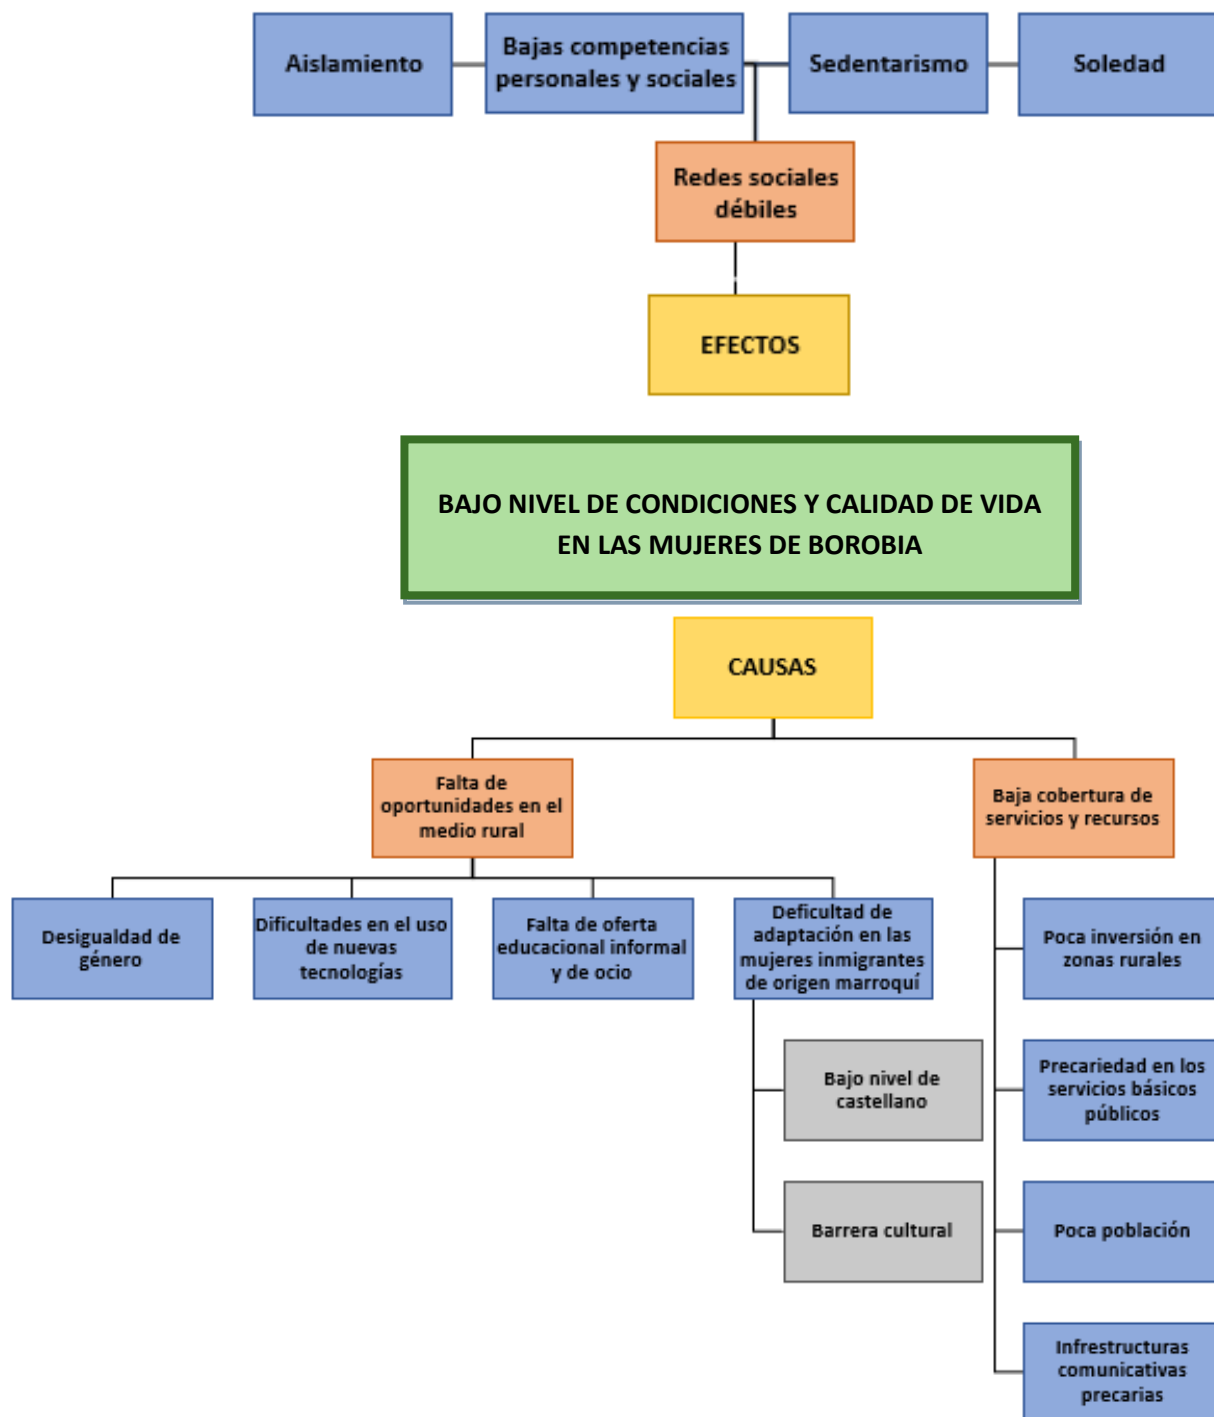 Aislamiento
Bajas competencias
personales y sociales
Sedentarismo
Soledad
Redes sociales
débiles
EFECTOS
BAJO NIVEL DE CONDICIONES Y CALIDAD DE VIDA
EN LAS MUJERES DE BOROBIA
CAUSAS
Falta de
oportunidades en el
medio rural
Baja cobertura de
servicios y recursos
Desigualdad de
género
Dificultades en el uso
de nuevas
tecnologías
Falta de oferta
educacional informal
y de ocio
Deficultad de
adaptación en las
mujeres inmigrantes
de origen marroquí
Bajo nivel de
castellano
Barrera cultural
Poca inversión en
zonas rurales
Precariedad en los
servicios básicos
públicos
Poca población
Infrestructuras
comunicativas
precarias